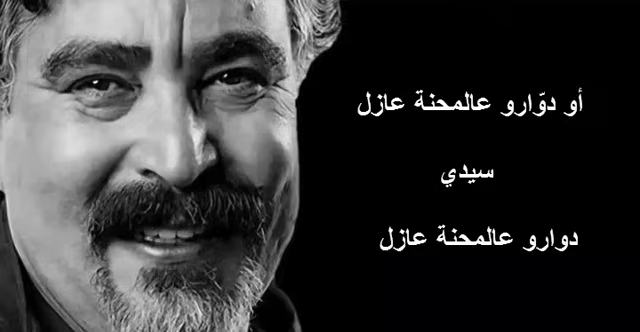 أو دوّارو عالمحنة عازل
سيدي
دوارو عالمحنة عازل